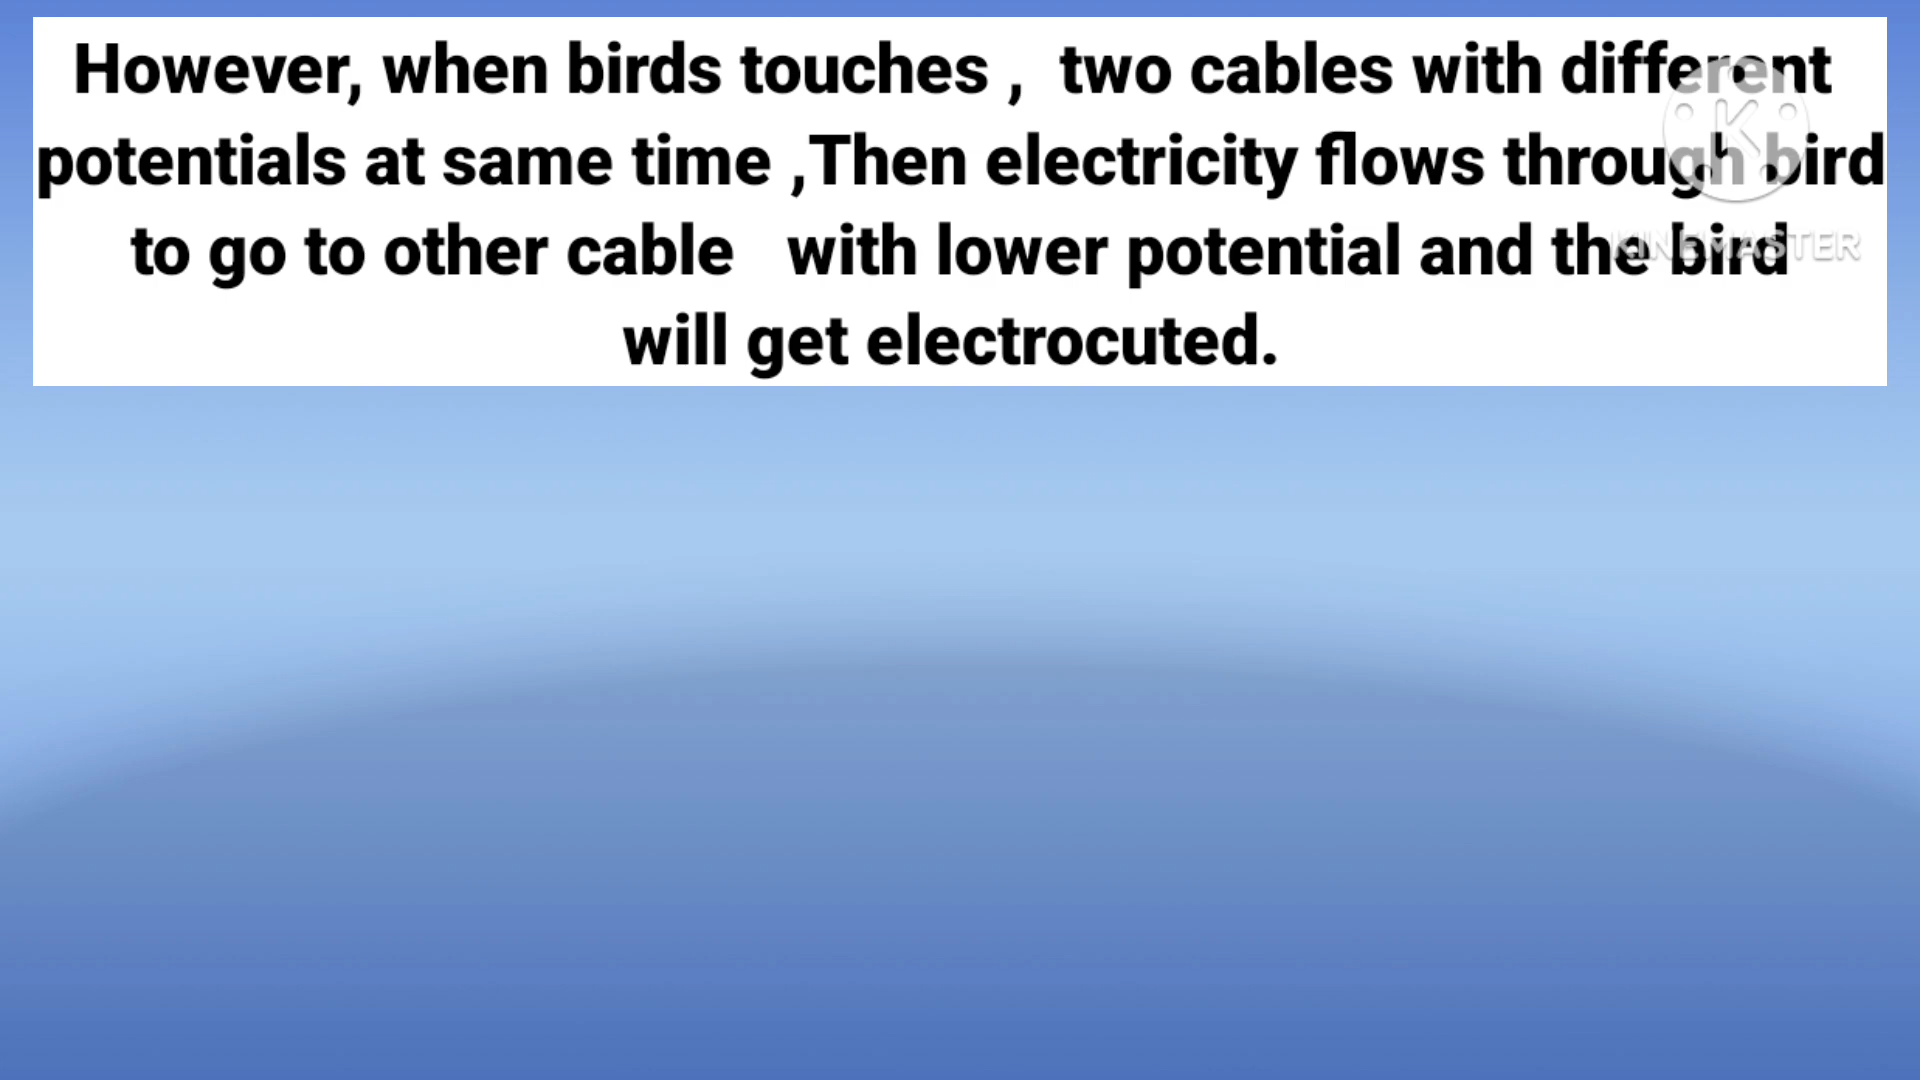 However, when birds touches ,  two cables with different
potentials at same time ,Then electricity flows through bird
to go to other cable   with lower potential and the bird
will get electrocuted.
K
KINEMASTER